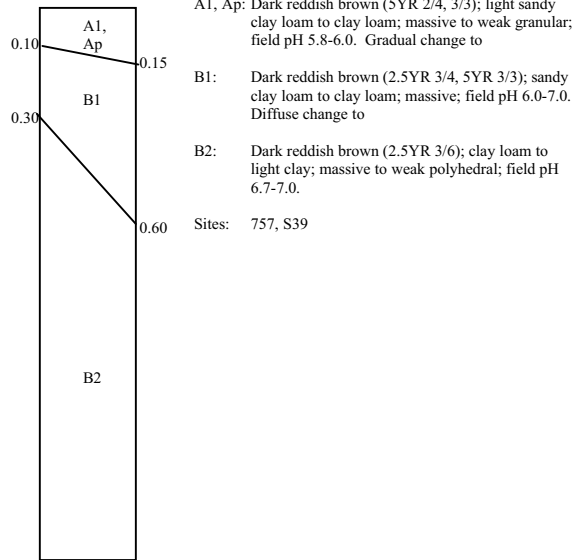 A1,
Ap
0.10
0.15
B1
0.30
0.60
B2
A1, Ap: Dark reddish brown (5YR 2/4, 3/3); light sandy
clay loam to clay loam; massive to weak granular;
field pH 5.8-6.0. Gradual change to
B1: Dark reddish brown (2.5YR 3/4, 5YR 3/3); sandy
clay loam to clay loam; massive; field pH 6.0-7.0.
Diffuse change to
B2: Dark reddish brown (2.5YR 3/6); clay loam to
light clay; massive to weak polyhedral; field pH
6.7-7.0.
Sites: 757, S39